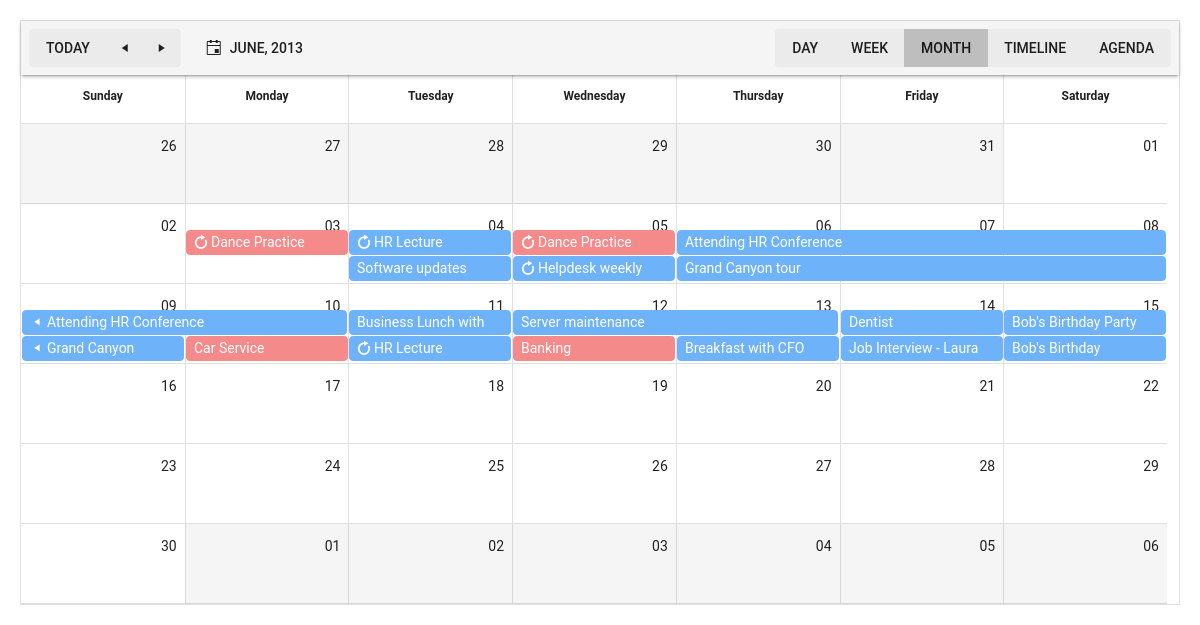 TODAY JUNE, 2013 DAY WEEK MONTH TIMELINE AGENDA
Sunday Monday Tuesday Wednesday Thursday Friday Saturday
26 27 28 29 30 31 01
02 03 04 05 06 07 08
Dance Practice HR Lecture Dance Practice Attending HR Conference
Software updates Helpdesk weekly Grand Canyon tour
09 10 11 12 13 14 15
Attending HR Conference Business Lunch with Server maintenance Dentist Bob's Birthday Party
Grand Canyon Car Service HR Lecture Banking Breakfast with CFO Job Interview - Laura Bob's Birthday
16 17 18 19 20 21 22
23 24 25 26 27 28 29
30 01 02 03 04 05 06